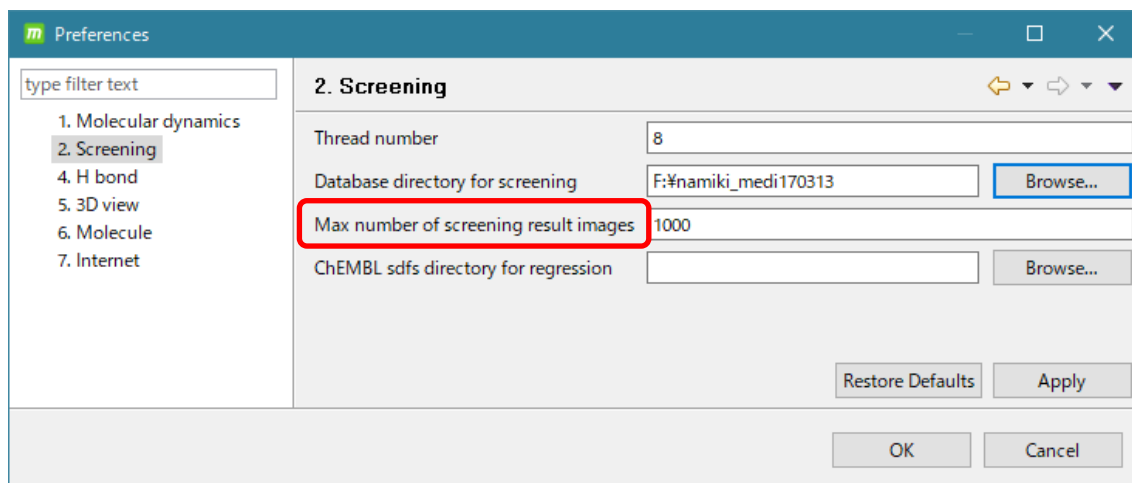 Preferences
type filter text
1. Molecular dynamics
2. Screening
4. H bond
5. 3D view
6. Molecule
7. Internet
2. Screening
Thread number 8
Database directory for screening F:¥namiki_medi170313 Browse...
Max number of screening result images 1000
ChEMBL sdfs directory for regression Browse...
Restore Defaults Apply
OK Cancel